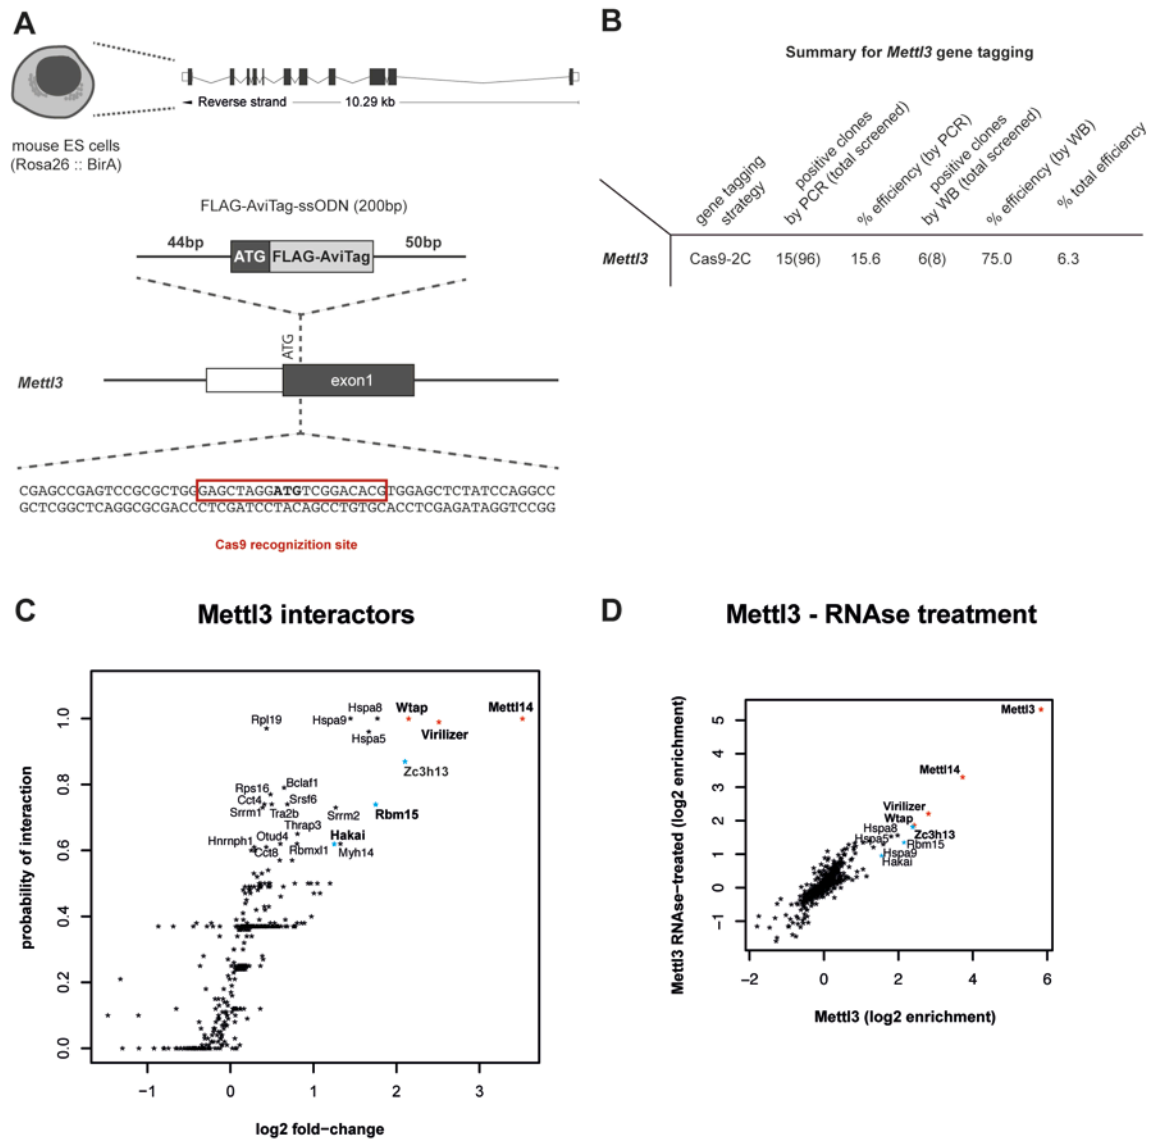 A
Reverse strand
10.29 kb
mouse ES cells
(Rosa26 :: BirA)
FLAG-AviTag-ssODN (200bp)
44bp
ATG
FLAG-AviTag
50bp
ATG
Mettl3
exon1
CGAGCCGAGTCCGCGCTGGGAGCTAGGATGTCGGACACGTGGAGCTCTATCCAGGCC
GCTCGGCTCAGGCGCGACCCTCGATCCTACAGCCTGTGCACCTCGAGATAGGTCCGG
Cas9 recognizition site
B
Summary for Mettl3 gene tagging
gene tagging
strategy
positive clones
by PCR (total screened)
% efficiency (by PCR)
positive clones
by WB (total screened)
% efficiency (by WB)
% total efficiency
Mettl3 Cas9-2C 15(96) 15.6 6(8) 75.0 6.3
C
Mettl3 interactors
probability of interaction
1.0
0.8
0.6
0.4
0.2
0.0
Rpl19
Hspa9
Hspa8
Hspa5
Wtap
Virilizer
Mettl14
Zc3h13
Rps16
Bclaf1
Cct4
Srsf6
Srrm1
Tra2b
Srrm2
Rbm15
Thrap3
Hnrnph1
Otud4
Hakai
Cct8
Rbmxl1
Myh14
−1 0 1 2 3
log2 fold−change
D
Mettl3 - RNAse treatment
Mettl3 RNAse−treated (log2 enrichment)
5
4
3
2
1
0
−1
Mettl3
Mettl14
Virilizer
Wtap
Hspa8
Zc3h13
Hspa5
Rbm15
Hspa9
Hakai
−2 0 2 4 6
Mettl3 (log2 enrichment)